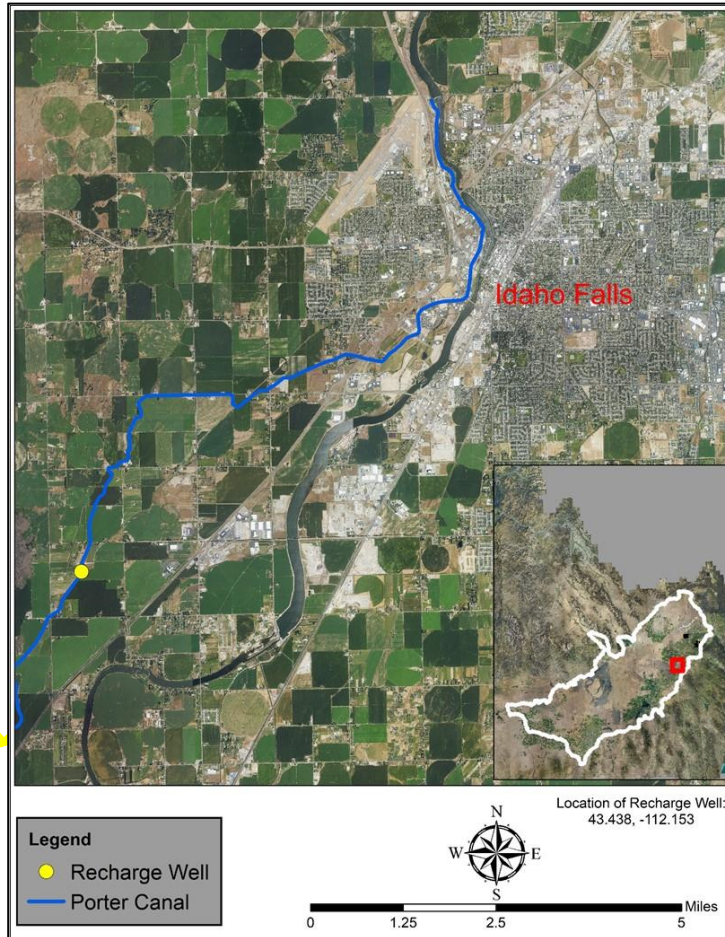 Idaho Falls
Location of Recharge Well:
43.438, -112.153
Legend
Recharge Well
Porter Canal
N
W
E
S
Miles
0
1.25
2.5
5